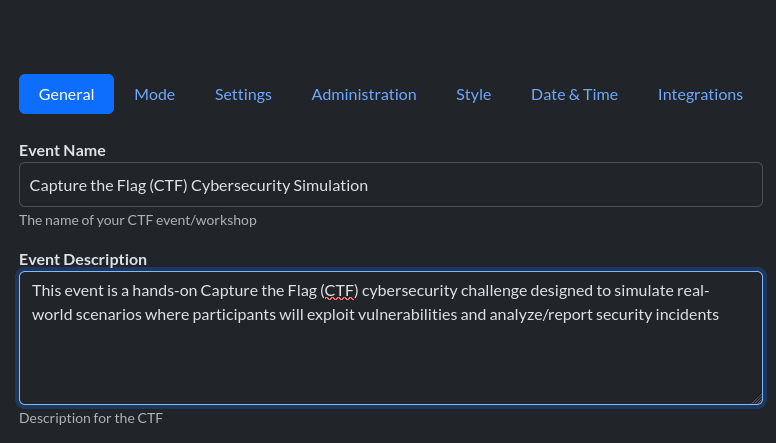 General Mode Settings Administration Style Date & Time Integrations
Event Name
Capture the Flag (CTF) Cybersecurity Simulation
The name of your CTF event/workshop
Event Description
This event is a hands-on Capture the Flag (CTF) cybersecurity challenge designed to simulate real-
world scenarios where participants will exploit vulnerabilities and analyze/report security incidents
Description for the CTF